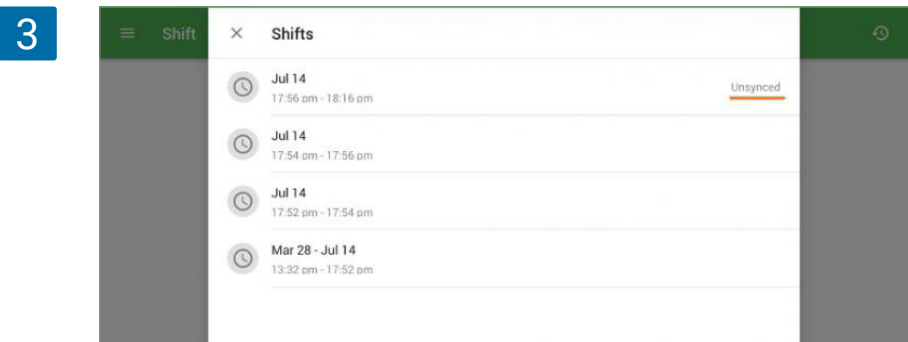 3
Shift
Shifts
Jul 14
17:56 pm - 18:16 pm
Unsynced
Jul 14
17:54 pm - 17:56 pm
Jul 14
17:52 pm - 17:54 pm
Mar 28 - Jul 14
13:32 pm - 17:52 pm